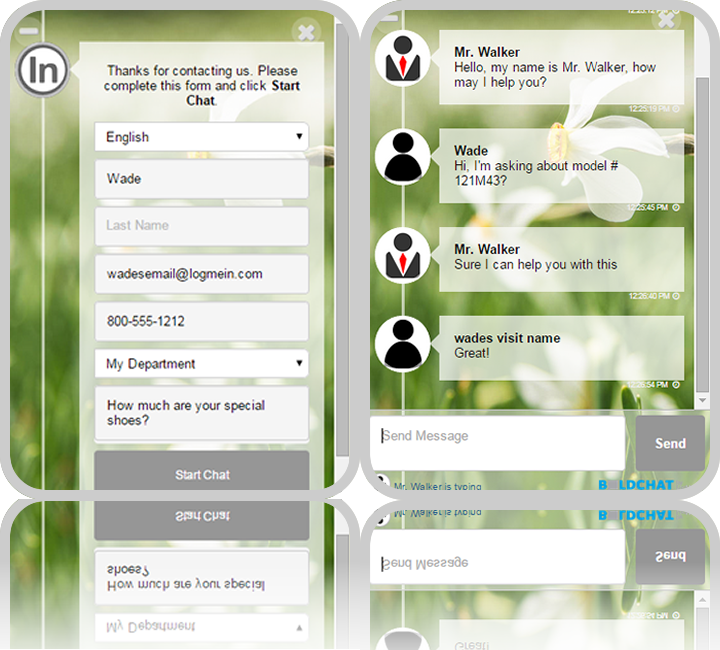 In
Thanks for contacting us. Please
complete this form and click Start
Chat.
English
Wade
Last Name
wadesemail@logmein.com
800-555-1212
My Department
How much are your special
shoes?
Start Chat
Mr. Walker
Hello, my name is Mr. Walker, how
may I help you?
12:25:19 PM
Wade
Hi, I'm asking about model #
121M43?
12:25:45 PM
Mr. Walker
Sure I can help you with this
12:26:40 PM
wades visit name
Great!
12:26:54 PM
Send Message
Send
Mr. Walker is typing
B LDCHAT